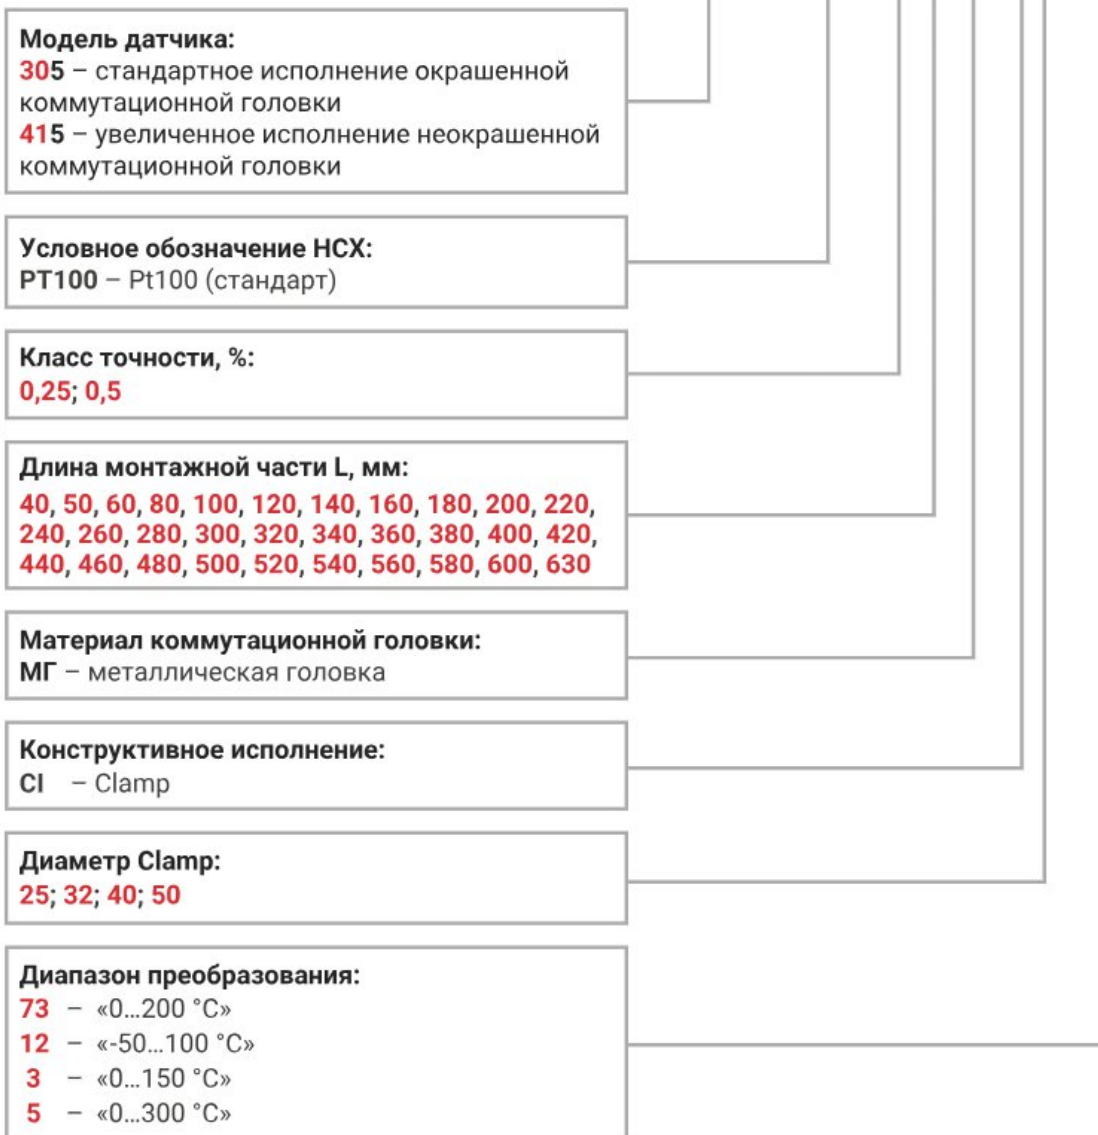 Модель датчика:
305 – стандартное исполнение окрашенной
коммутационной головки
415 – увеличенное исполнение неокрашенной
коммутационной головки
Условное обозначение НСХ:
РТ100 – Pt100 (стандарт)
Класс точности, %:
0,25; 0,5
Длина монтажной части L, мм:
40, 50, 60, 80, 100, 120, 140, 160, 180, 200, 220,
240, 260, 280, 300, 320, 340, 360, 380, 400, 420,
440, 460, 480, 500, 520, 540, 560, 580, 600, 630
Материал коммутационной головки:
МГ – металлическая головка
Конструктивное исполнение:
Cl – Clamp
Диаметр Clamp:
25; 32; 40; 50
Диапазон преобразования:
73 – «0...200 °С»
12 – «-50...100 °С»
3 – «0...150 °С»
5 – «0...300 °С»